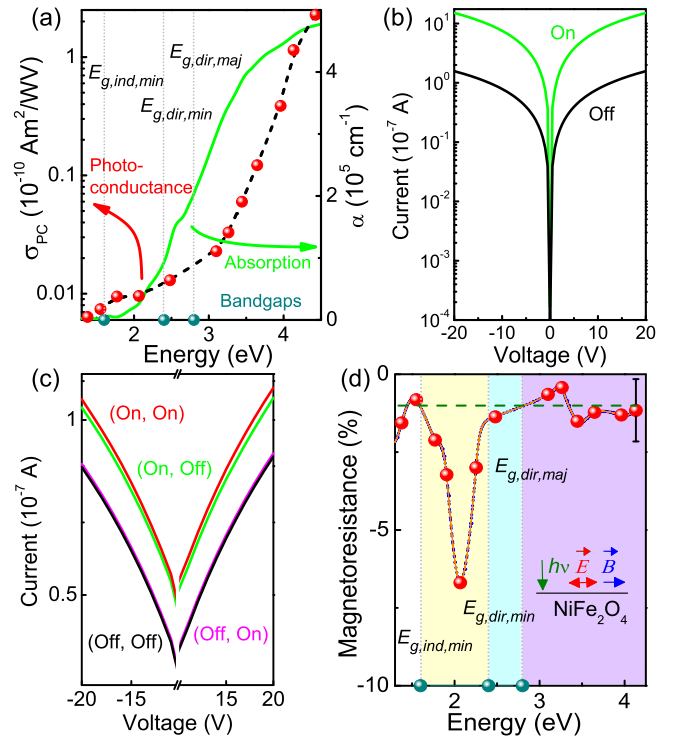 (a)
σPC (10⁻¹⁰ Am²/WV)
1
0.1
0.01
Eg,ind,min
Eg,dir,min
Eg,dir,maj
Photo-
conductance
Absorption
Bandgaps
4
2
0
α (10⁵ cm⁻¹)
2
3
4
Energy (eV)
(b)
Current (10⁻⁷ A)
10¹
10⁰
10⁻¹
10⁻²
10⁻³
10⁻⁴
On
Off
-20
-10
0
10
20
Voltage (V)
(c)
Current (10⁻⁷ A)
1
0.5
(On, On)
(On, Off)
(Off, Off)
(Off, On)
-20
-15
15
20
Voltage (V)
(d)
Magnetoresistance (%)
0
-5
-10
Eg,dir,maj
Eg,dir,min
Eg,ind,min
hν E B
NiFe₂O₄
2
3
4
Energy (eV)